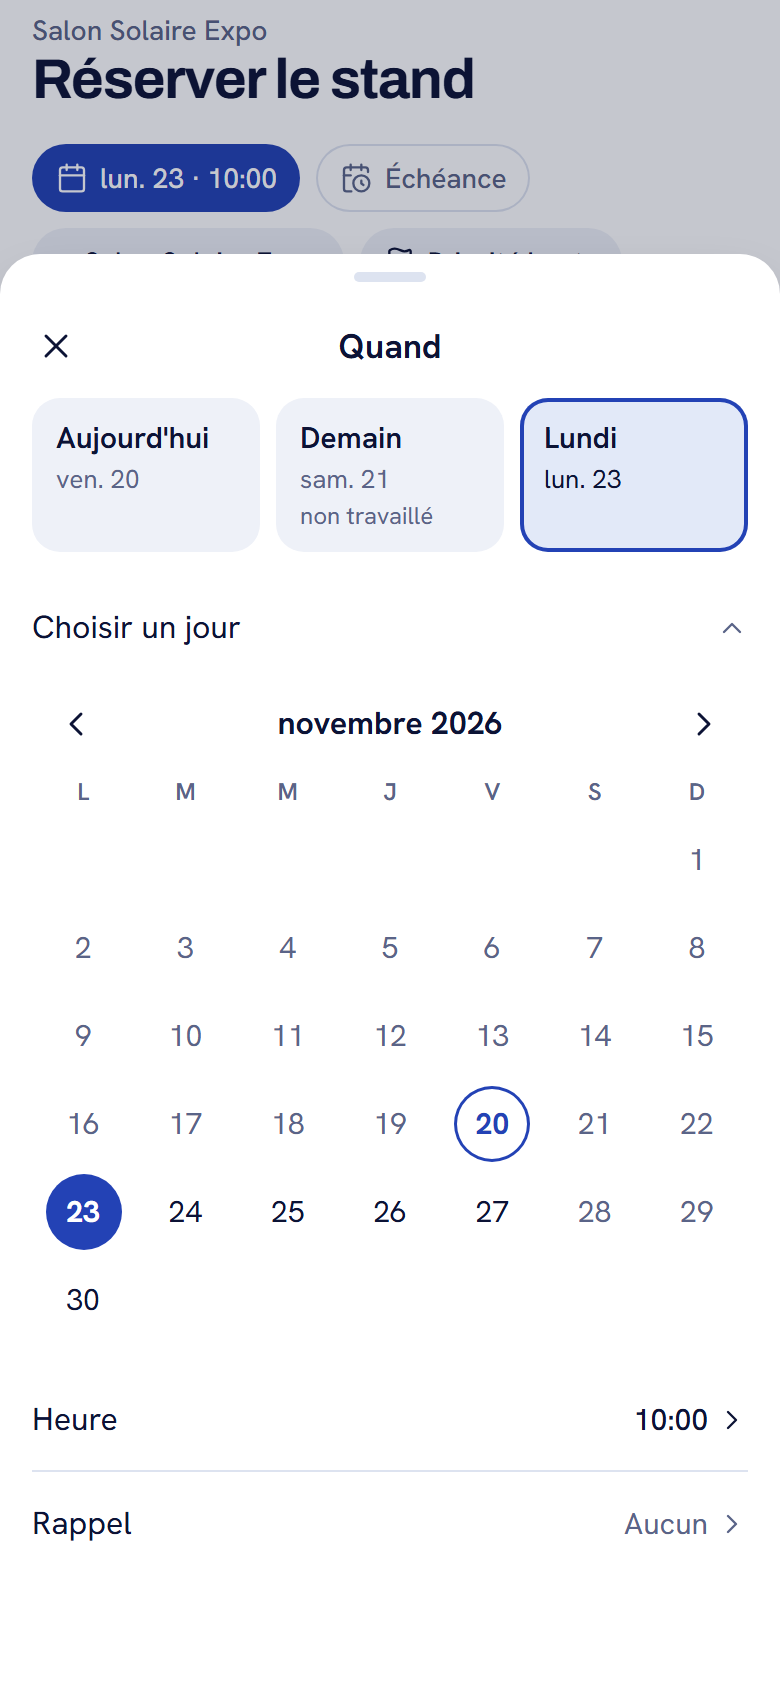 Salon Solaire Expo
Réserver le stand
lun. 23 · 10:00
Échéance
Quand
Aujourd'hui
ven. 20
Demain
sam. 21
non travaillé
Lundi
lun. 23
Choisir un jour
novembre 2026
L M M J V S D
1
2 3 4 5 6 7 8
9 10 11 12 13 14 15
16 17 18 19 20 21 22
23 24 25 26 27 28 29
30
Heure 10:00
Rappel Aucun